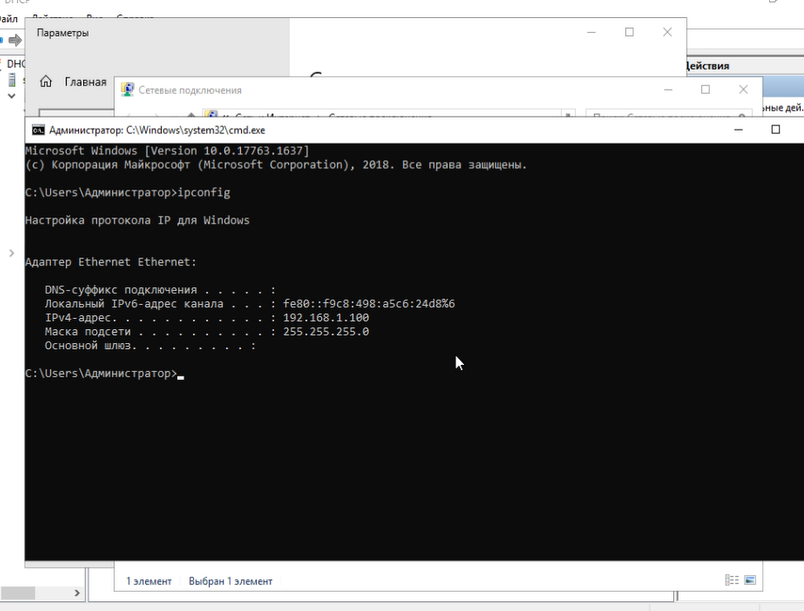 Параметры
Действия
Главная
Сетевые подключения
Администратор: C:\Windows\system32\cmd.exe
Microsoft Windows [Version 10.0.17763.1637]
(c) Корпорация Майкрософт (Microsoft Corporation), 2018. Все права защищены.
C:\Users\Администратор>ipconfig
Настройка протокола IP для Windows
Адаптер Ethernet Ethernet:
DNS-суффикс подключения . . . . . :
Локальный IPv6-адрес канала . . . : fe80::f9c8:498:a5c6:24d8%6
IPv4-адрес. . . . . . . . . . . . : 192.168.1.100
Маска подсети . . . . . . . . . . : 255.255.255.0
Основной шлюз. . . . . . . . . :
C:\Users\Администратор>
1 элемент Выбран 1 элемент